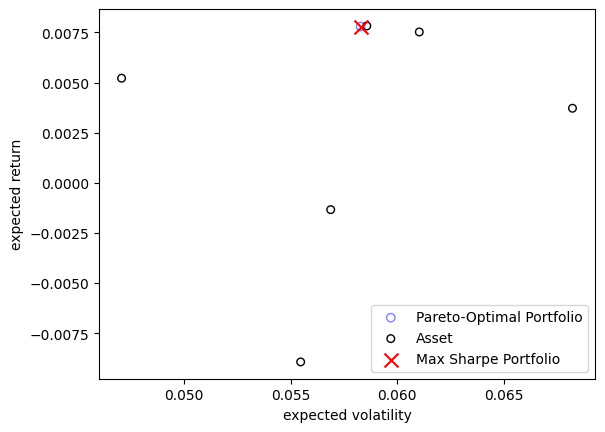 0.0075
0.0050
0.0025
0.0000
−0.0025
−0.0050
−0.0075
expected return
0.050 0.055 0.060 0.065
expected volatility
Pareto-Optimal Portfolio
Asset
Max Sharpe Portfolio